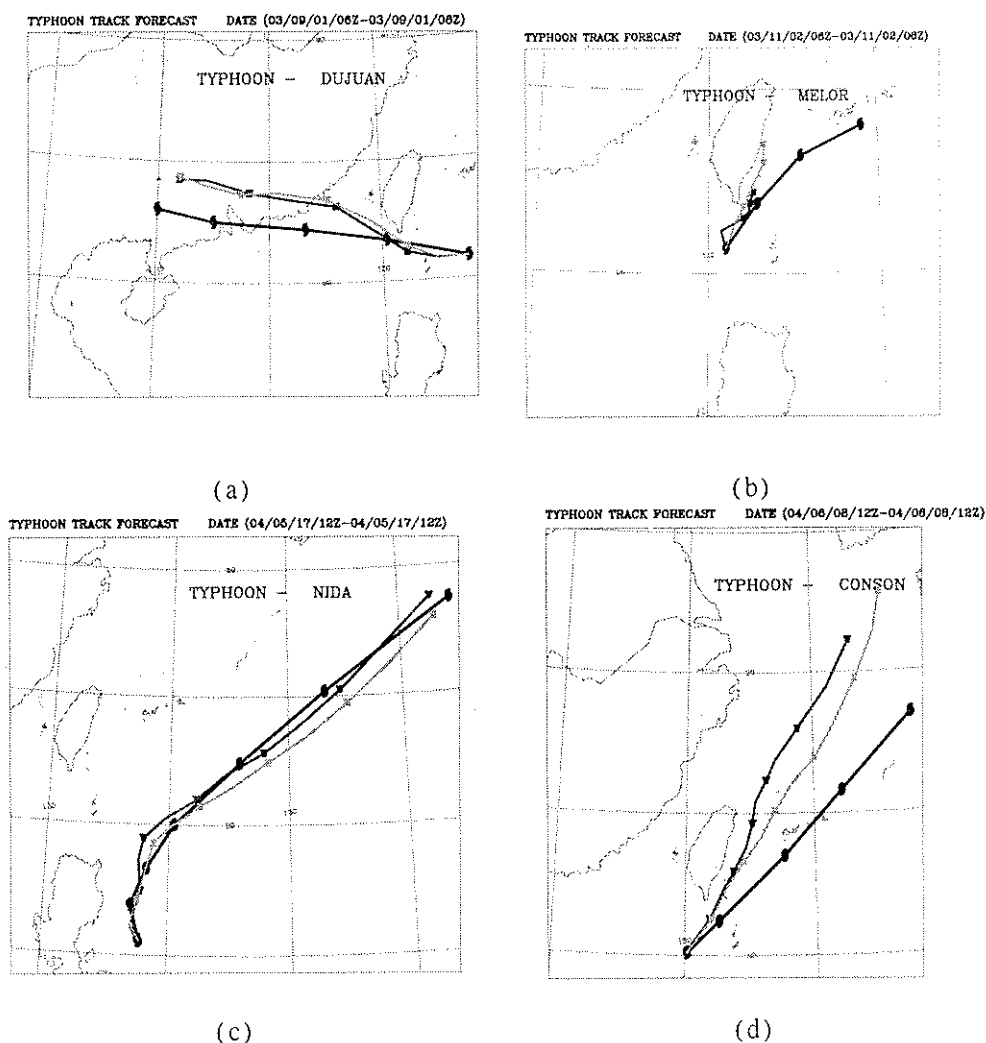 TYPHOON TRACK FORECAST DATE (03/09/01/06Z-03/09/01/06Z)
TYPHOON - DUJUAN
(a)
TYPHOON TRACK FORECAST DATE (03/11/02/06Z-03/11/02/06Z)
TYPHOON - MELOR
(b)
TYPHOON TRACK FORECAST DATE (04/05/17/12Z-04/05/17/12Z)
TYPHOON - NIDA
(c)
TYPHOON TRACK FORECAST DATE (04/06/08/12Z-04/06/08/12Z)
TYPHOON - CONSON
(d)